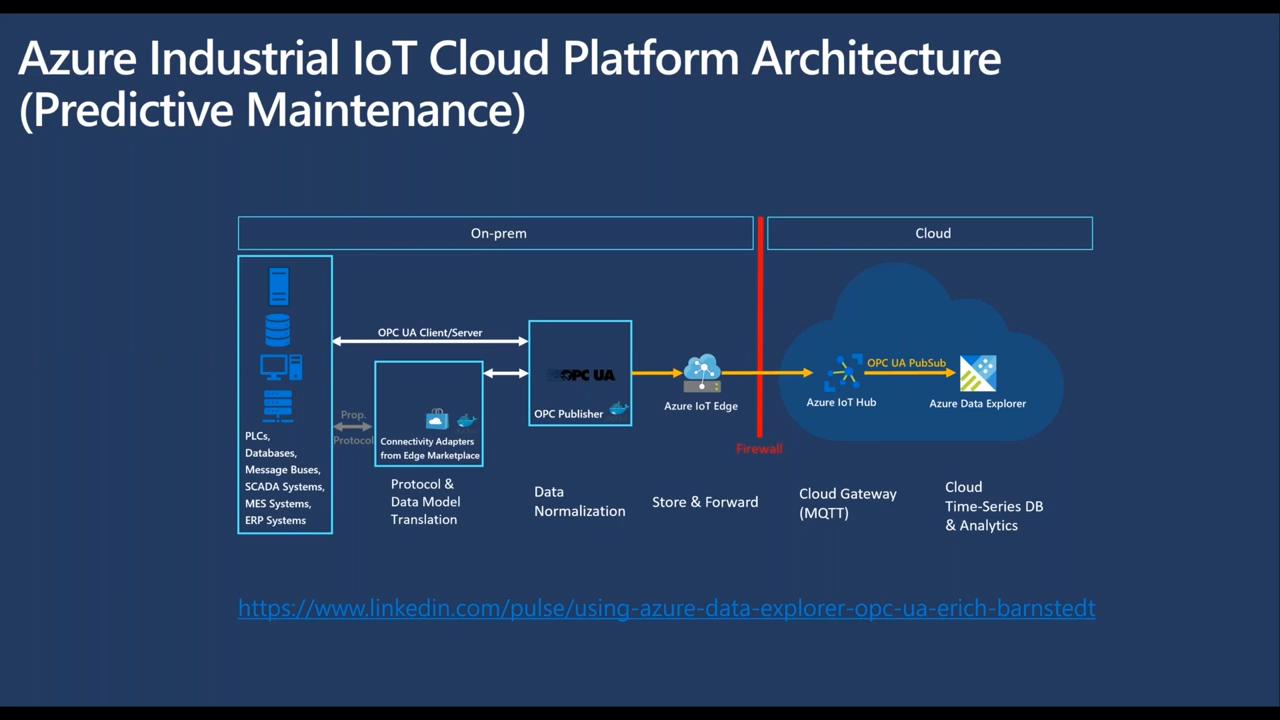 Azure Industrial IoT Cloud Platform Architecture
(Predictive Maintenance)
On-prem
Cloud
OPC UA Client/Server
OPC UA
OPC Publisher
Prop.
Protocol
Connectivity Adapters
from Edge Marketplace
PLCs,
Databases,
Message Buses,
SCADA Systems,
MES Systems,
ERP Systems
Azure IoT Edge
Firewall
OPC UA PubSub
Azure IoT Hub
Azure Data Explorer
Protocol &
Data Model
Translation
Data
Normalization
Store & Forward
Cloud Gateway
(MQTT)
Cloud
Time-Series DB
& Analytics
https://www.linkedin.com/pulse/using-azure-data-explorer-opc-ua-erich-barnstedt